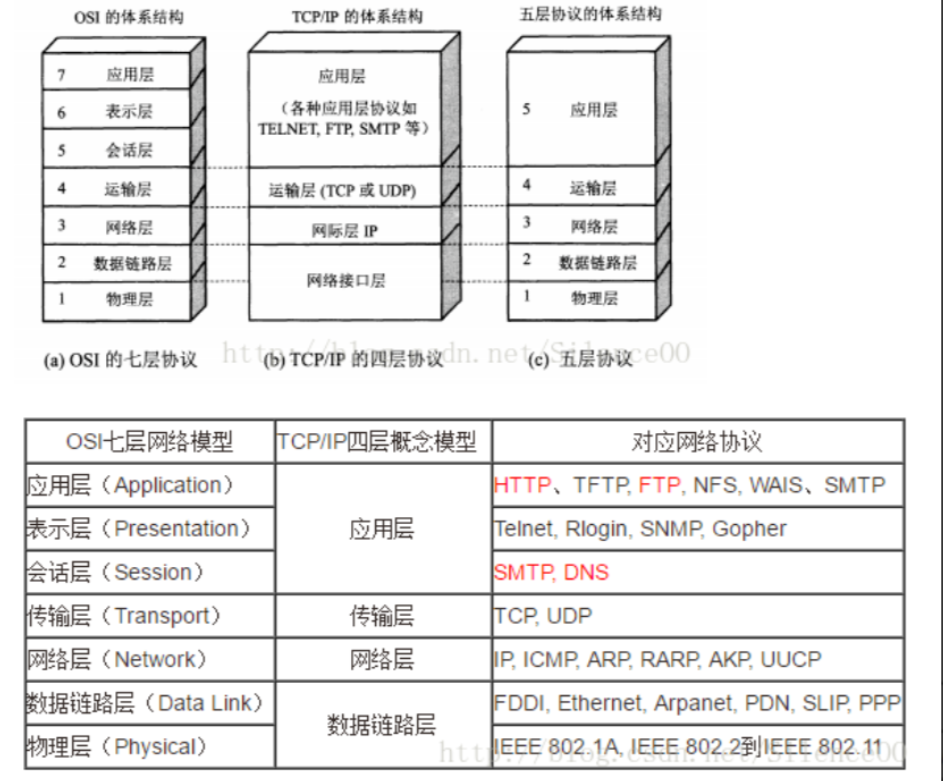 OSI 的体系结构 TCP/IP 的体系结构 五层协议的体系结构
7 应用层
6 表示层
5 会话层
4 运输层
3 网络层
2 数据链路层
1 物理层
应用层
（各种应用层协议如
TELNET, FTP, SMTP 等）
运输层 (TCP 或 UDP)
网际层 IP
网络接口层
5 应用层
4 运输层
3 网络层
2 数据链路层
1 物理层
(a) OSI 的七层协议 (b) TCP/IP 的四层协议 (c) 五层协议
http://blog.csdn.net/Silence00
OSI七层网络模型 TCP/IP四层概念模型 对应网络协议
应用层（Application） 应用层 HTTP、TFTP, FTP, NFS, WAIS、SMTP
表示层（Presentation） Telnet, Rlogin, SNMP, Gopher
会话层（Session） SMTP, DNS
传输层（Transport） 传输层 TCP, UDP
网络层（Network） 网络层 IP, ICMP, ARP, RARP, AKP, UUCP
数据链路层（Data Link） 数据链路层 FDDI, Ethernet, Arpanet, PDN, SLIP, PPP
物理层（Physical） IEEE 802.1A, IEEE 802.2到IEEE 802.11
http://blog.csdn.net/Silence00